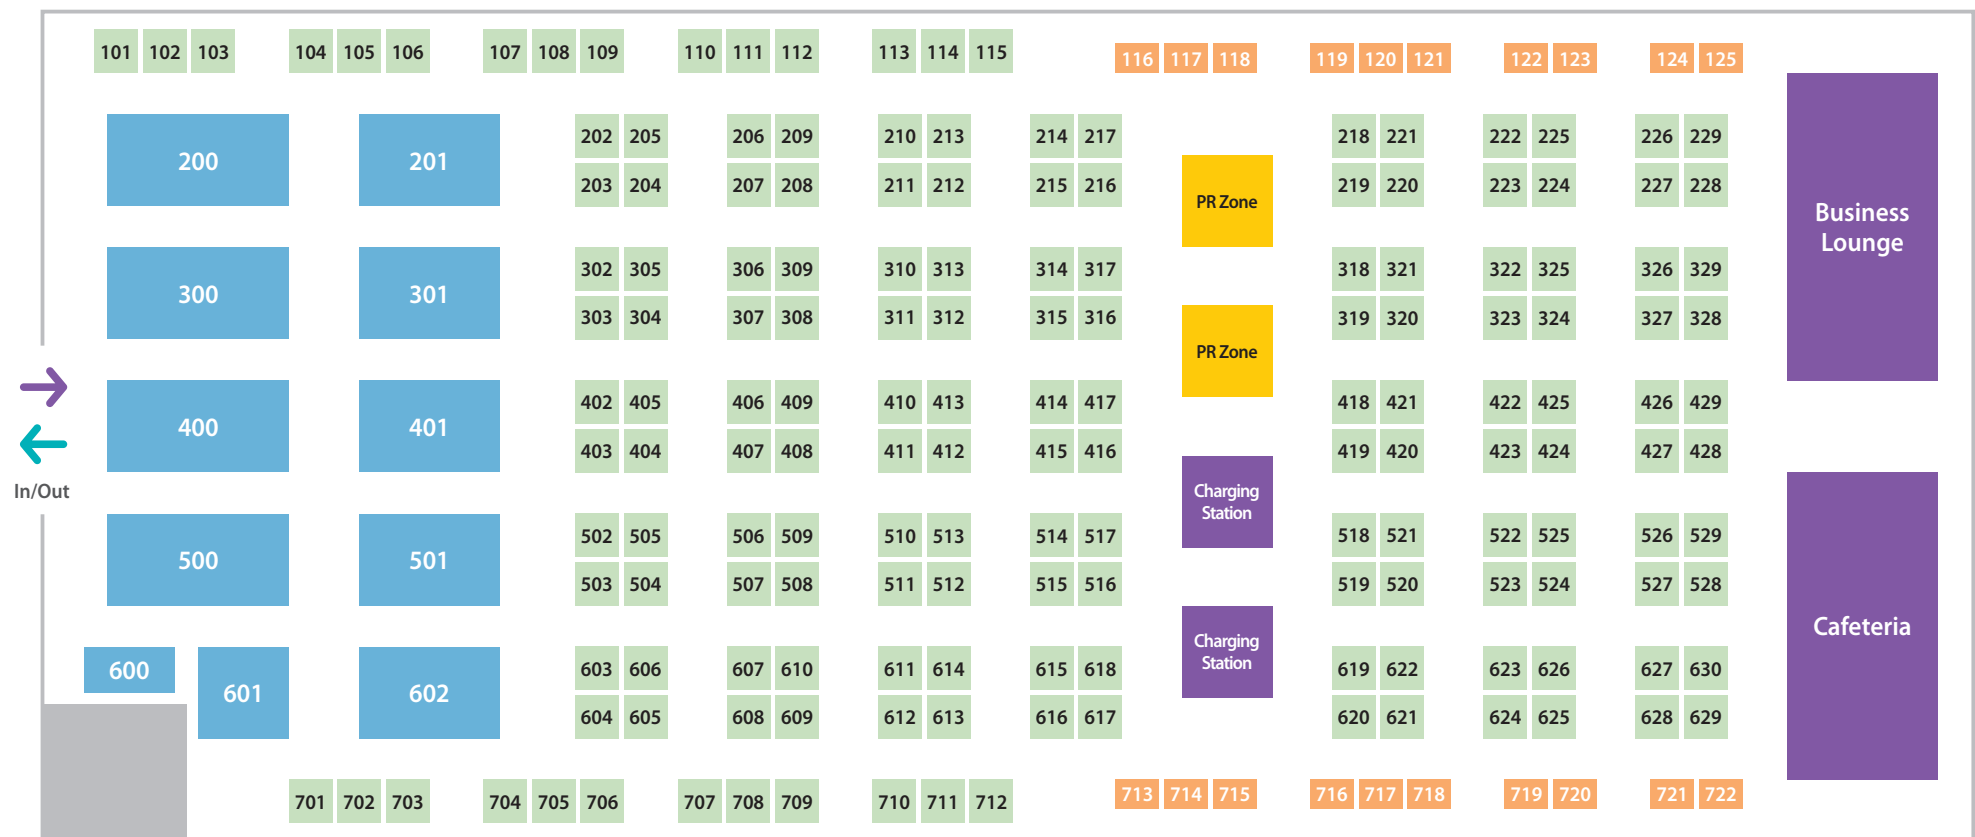 101 102 103 104 105 106 107 108 109 110 111 112 113 114 115 116 117 118 119 120 121 122 123 124 125
200 201
202 205 206 209 210 213 214 217 218 221 222 225 226 229
203 204 207 208 211 212 215 216 219 220 223 224 227 228
PR Zone
Business
Lounge
300 301
302 305 306 309 310 313 314 317 318 321 322 325 326 329
303 304 307 308 311 312 315 316 319 320 323 324 327 328
PR Zone
400 401
402 405 406 409 410 413 414 417 418 421 422 425 426 429
403 404 407 408 411 412 415 416 419 420 423 424 427 428
In/Out
Charging
Station
500 501
502 505 506 509 510 513 514 517 518 521 522 525 526 529
503 504 507 508 511 512 515 516 519 520 523 524 527 528
Cafeteria
Charging
Station
600 601 602
603 606 607 610 611 614 615 618 619 622 623 626 627 630
604 605 608 609 612 613 616 617 620 621 624 625 628 629
701 702 703 704 705 706 707 708 709 710 711 712 713 714 715 716 717 718 719 720 721 722